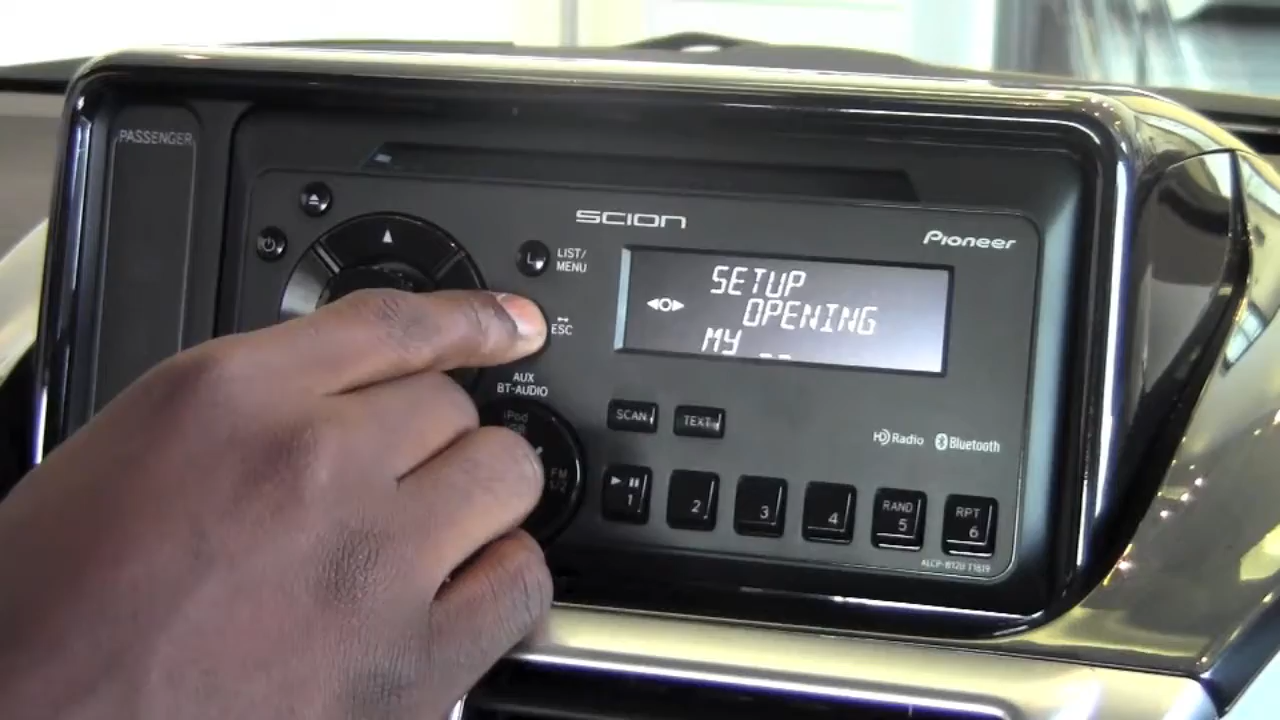 PASSENGER
SCION
Pioneer
LIST/
MENU
SETUP
OPENING
MY
ESC
AUX
BT-AUDIO
iPod
FM
1/2
SCAN
TEXT
HD Radio
Bluetooth
1
2
3
4
RAND
5
RPT
6